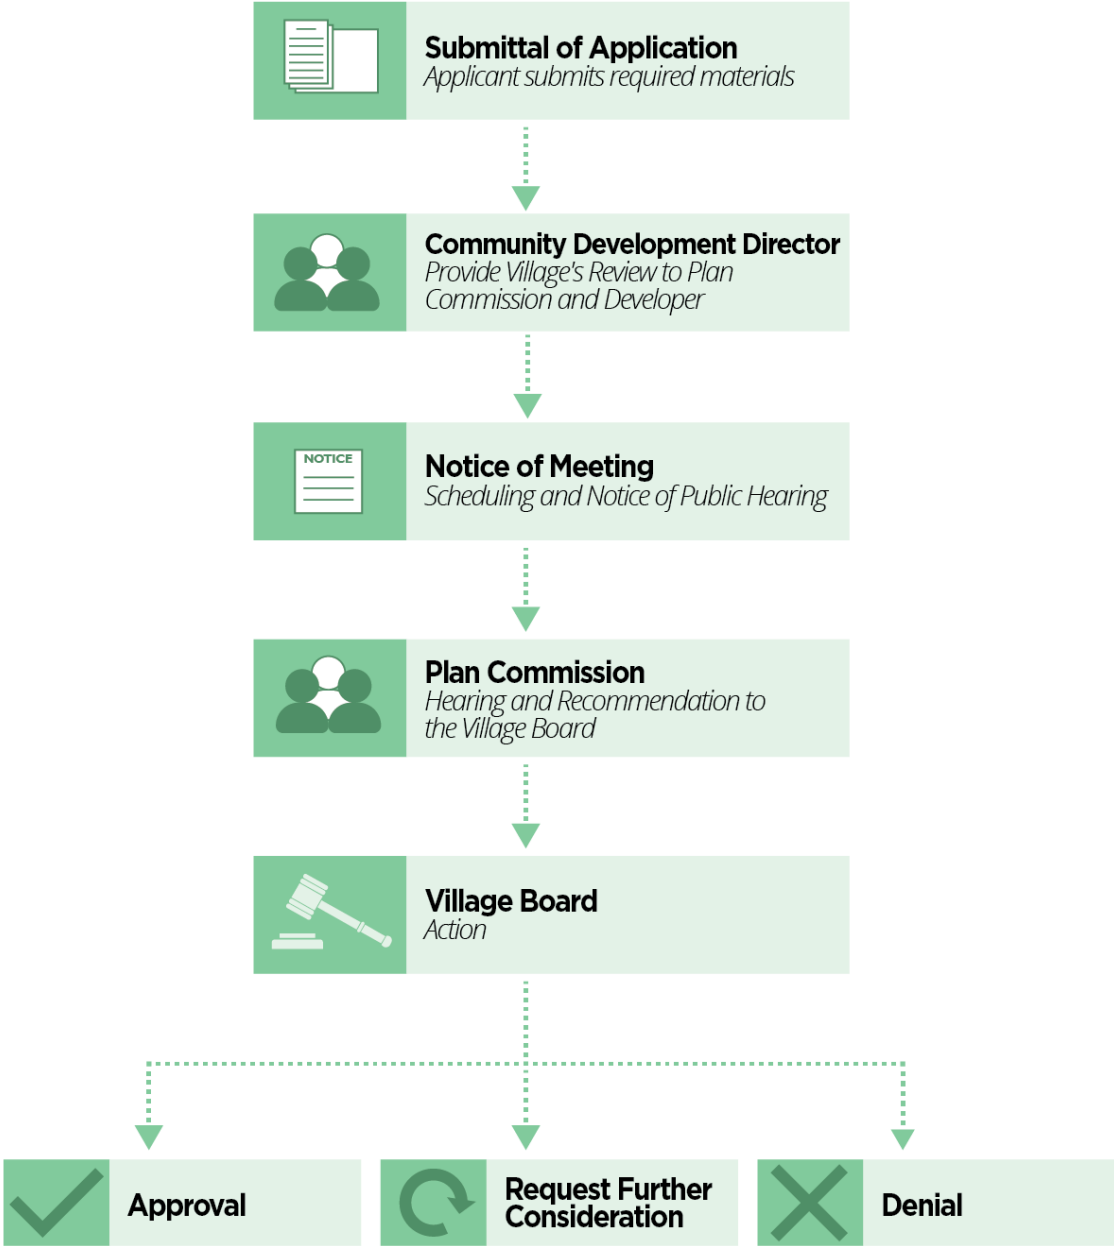 Submittal of Application
Applicant submits required materials
Community Development Director
Provide Village's Review to Plan
Commission and Developer
NOTICE
Notice of Meeting
Scheduling and Notice of Public Hearing
Plan Commission
Hearing and Recommendation to
the Village Board
Village Board
Action
Approval
Request Further
Consideration
Denial